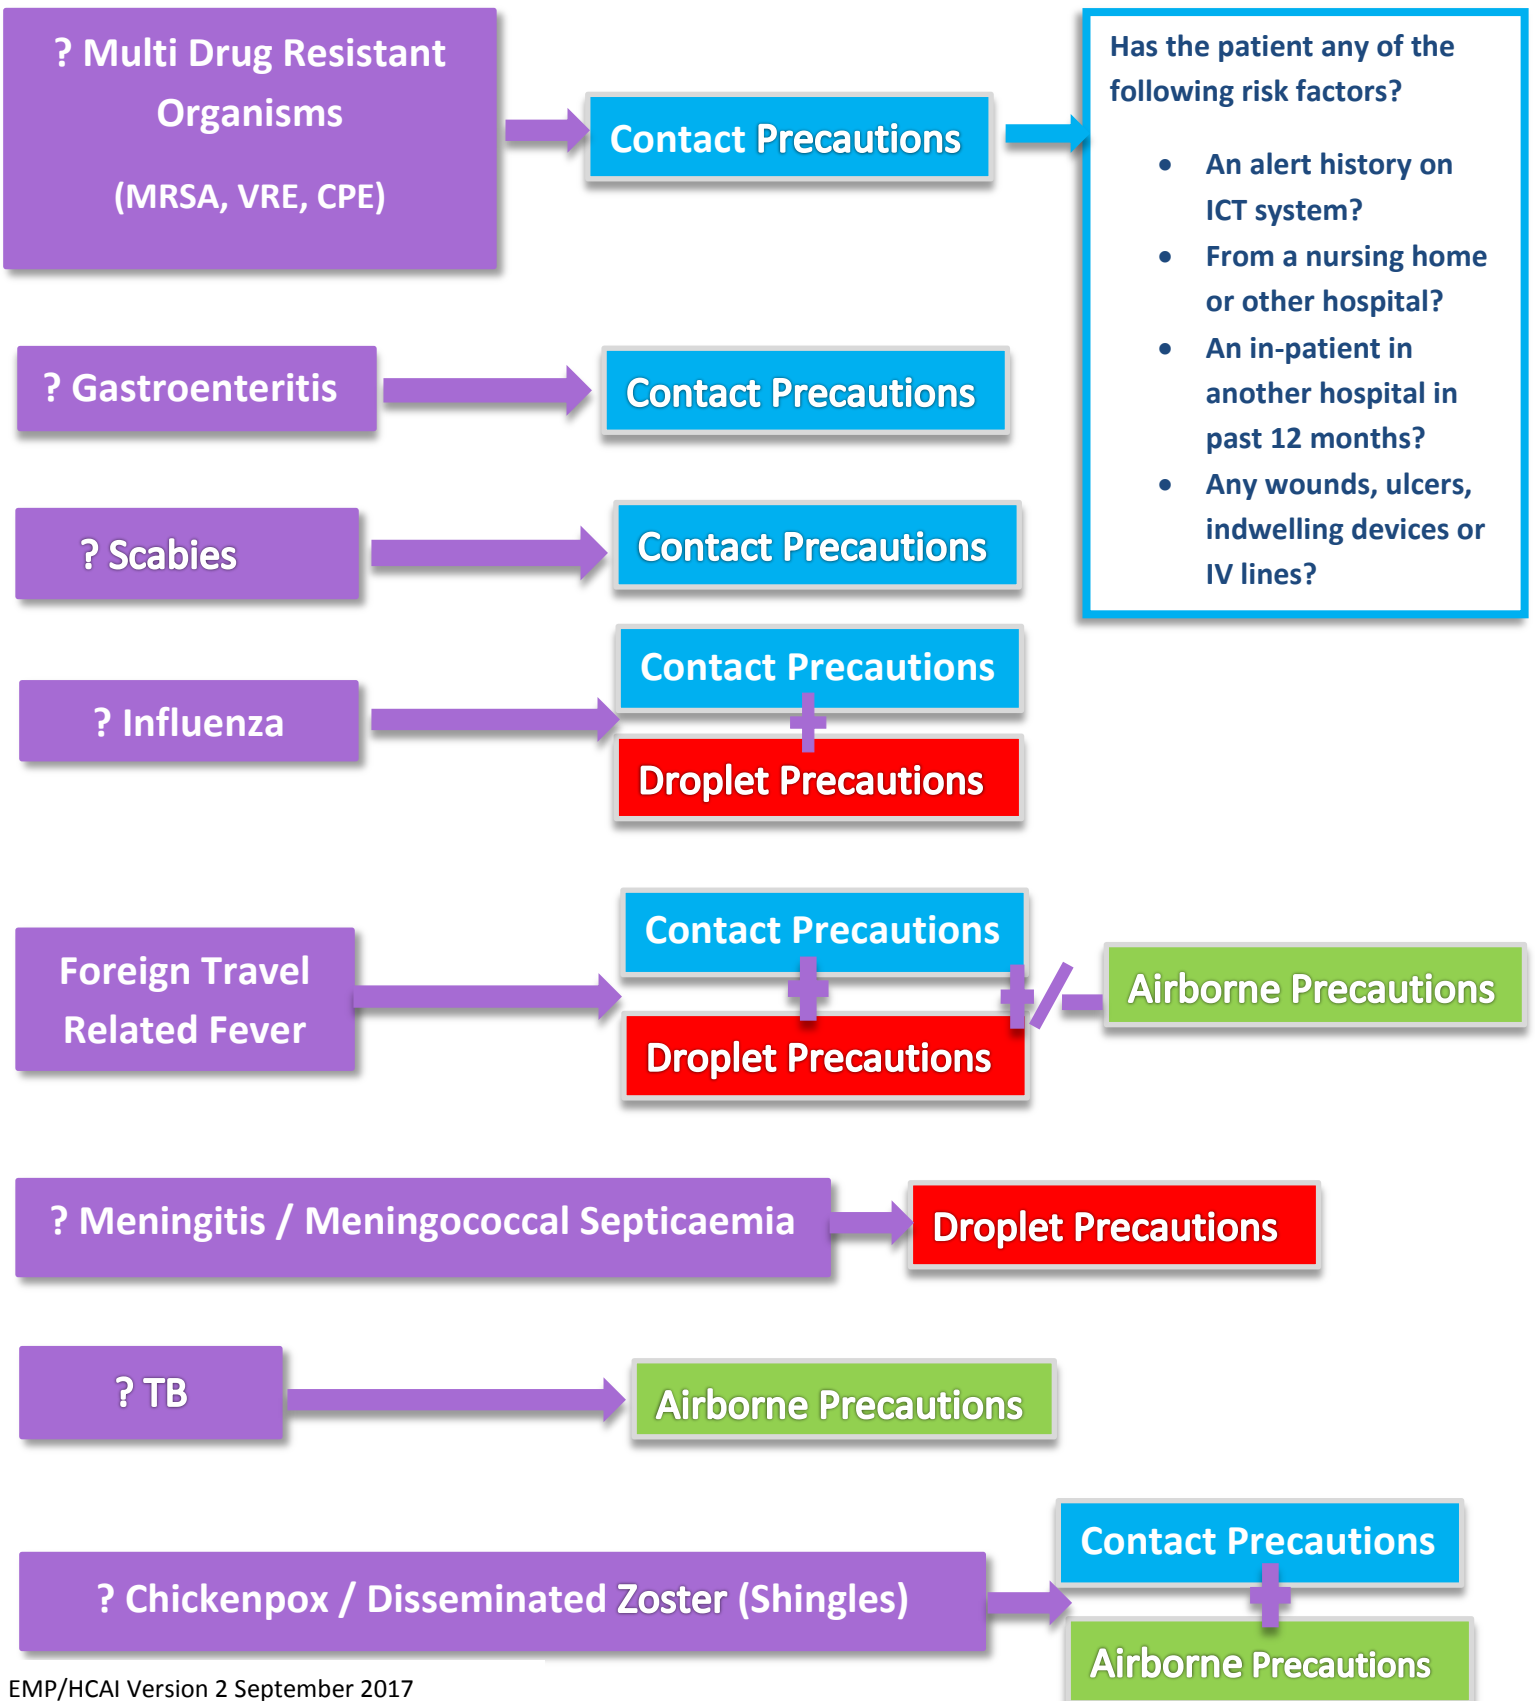 ? Multi Drug Resistant
Organisms
(MRSA, VRE, CPE)
Contact Precautions
Has the patient any of the
following risk factors?
• An alert history on
ICT system?
• From a nursing home
or other hospital?
• An in-patient in
another hospital in
past 12 months?
• Any wounds, ulcers,
indwelling devices or
IV lines?
? Gastroenteritis
Contact Precautions
? Scabies
Contact Precautions
? Influenza
Contact Precautions
+
Droplet Precautions
Foreign Travel
Related Fever
Contact Precautions
+
Droplet Precautions
+/-
Airborne Precautions
? Meningitis / Meningococcal Septicaemia
Droplet Precautions
? TB
Airborne Precautions
? Chickenpox / Disseminated Zoster (Shingles)
Contact Precautions
+
Airborne Precautions
EMP/HCAI Version 2 September 2017